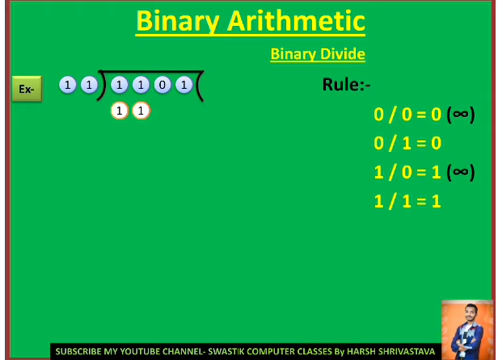 Binary Arithmetic
Binary Divide
Ex- 1 1 ) 1 1 0 1 (
1 1
Rule:-
0 / 0 = 0 (∞)
0 / 1 = 0
1 / 0 = 1 (∞)
1 / 1 = 1
SUBSCRIBE MY YOUTUBE CHANNEL- SWASTIK COMPUTER CLASSES By HARSH SHRIVASTAVA